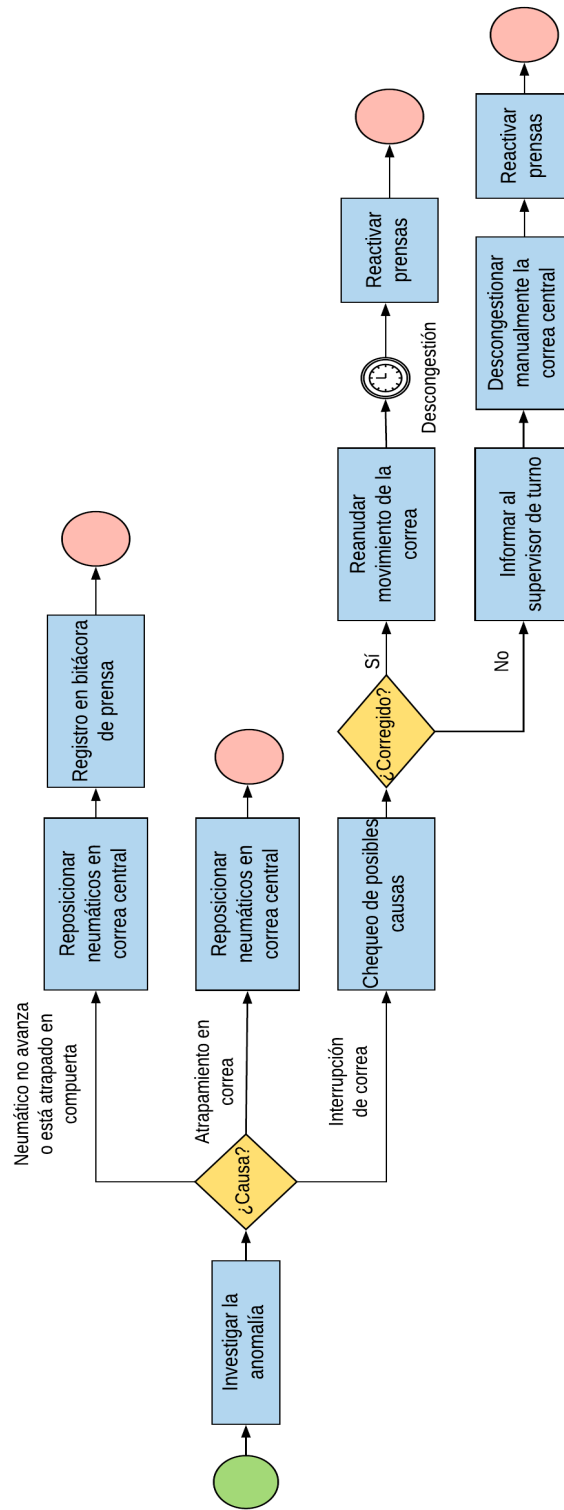 Investigar la
anomalía
¿Causa?
Neumático no avanza
o está atrapado en
compuerta
Reposicionar
neumáticos en
correa central
Registro en bitácora
de prensa
Atrapamiento en
correa
Reposicionar
neumáticos en
correa central
Interrupción
de correa
Chequeo de posibles
causas
¿Corregido?
Sí
Reanudar
movimiento de la
correa
Descongestión
Reactivar
prensas
No
Informar al
supervisor de turno
Descongestionar
manualmente la
correa central
Reactivar
prensas